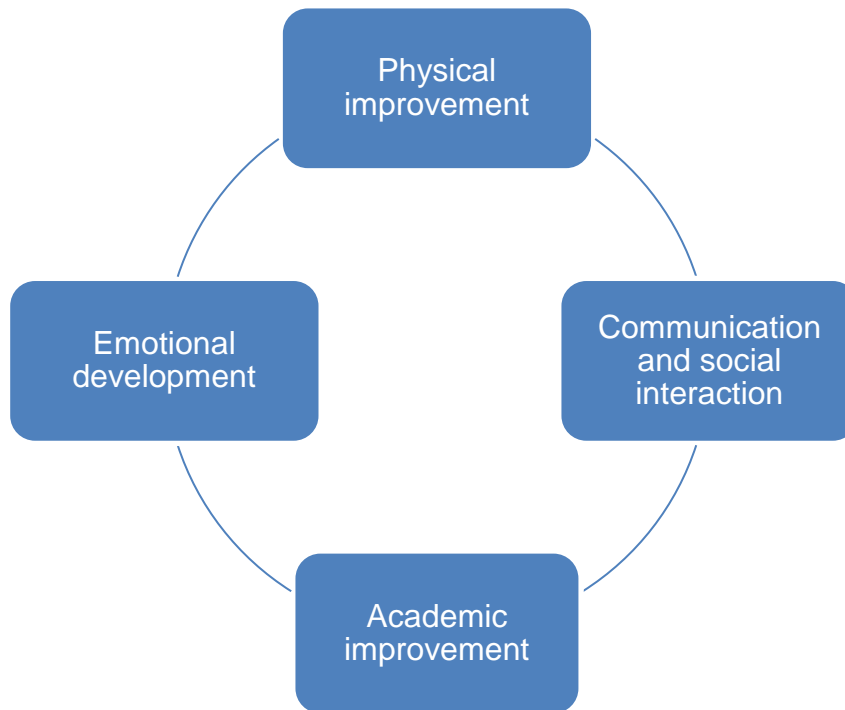 Physical
improvement
Emotional
development
Communication
and social
interaction
Academic
improvement